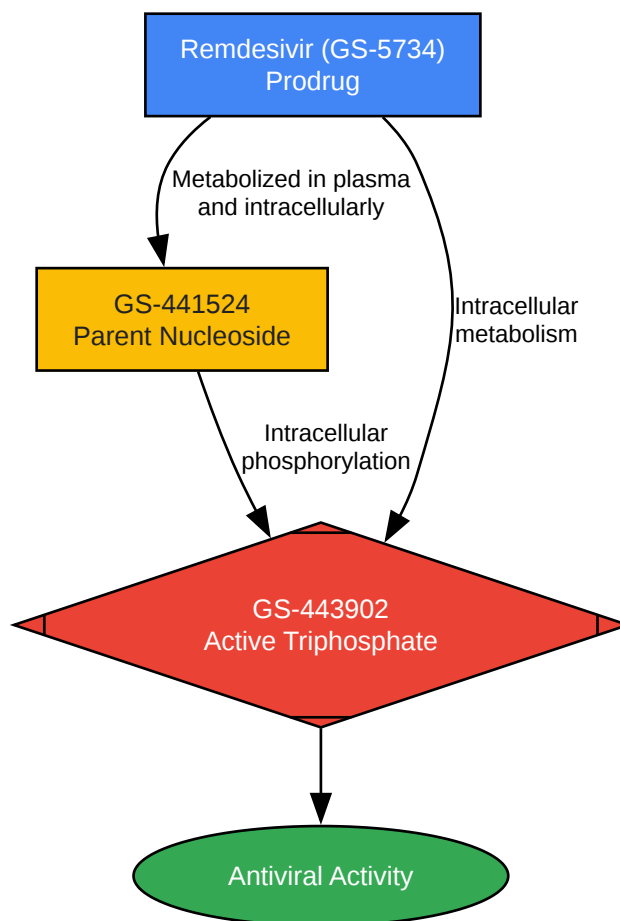 Remdesivir (GS-5734)
Prodrug
Metabolized in plasma
and intracellularly
GS-441524
Parent Nucleoside
Intracellular
metabolism
Intracellular
phosphorylation
GS-443902
Active Triphosphate
Antiviral Activity